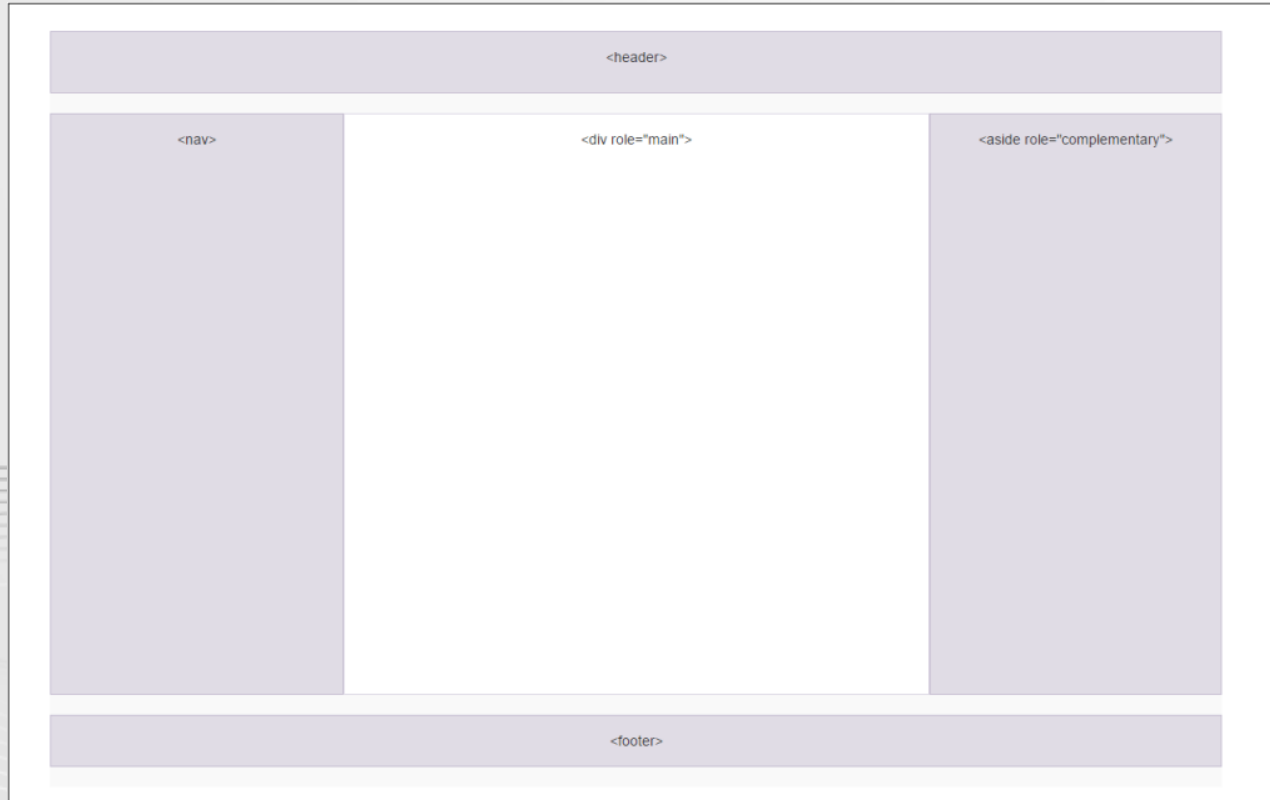 <header>
<nav>
<div role="main">
<aside role="complementary">
<footer>